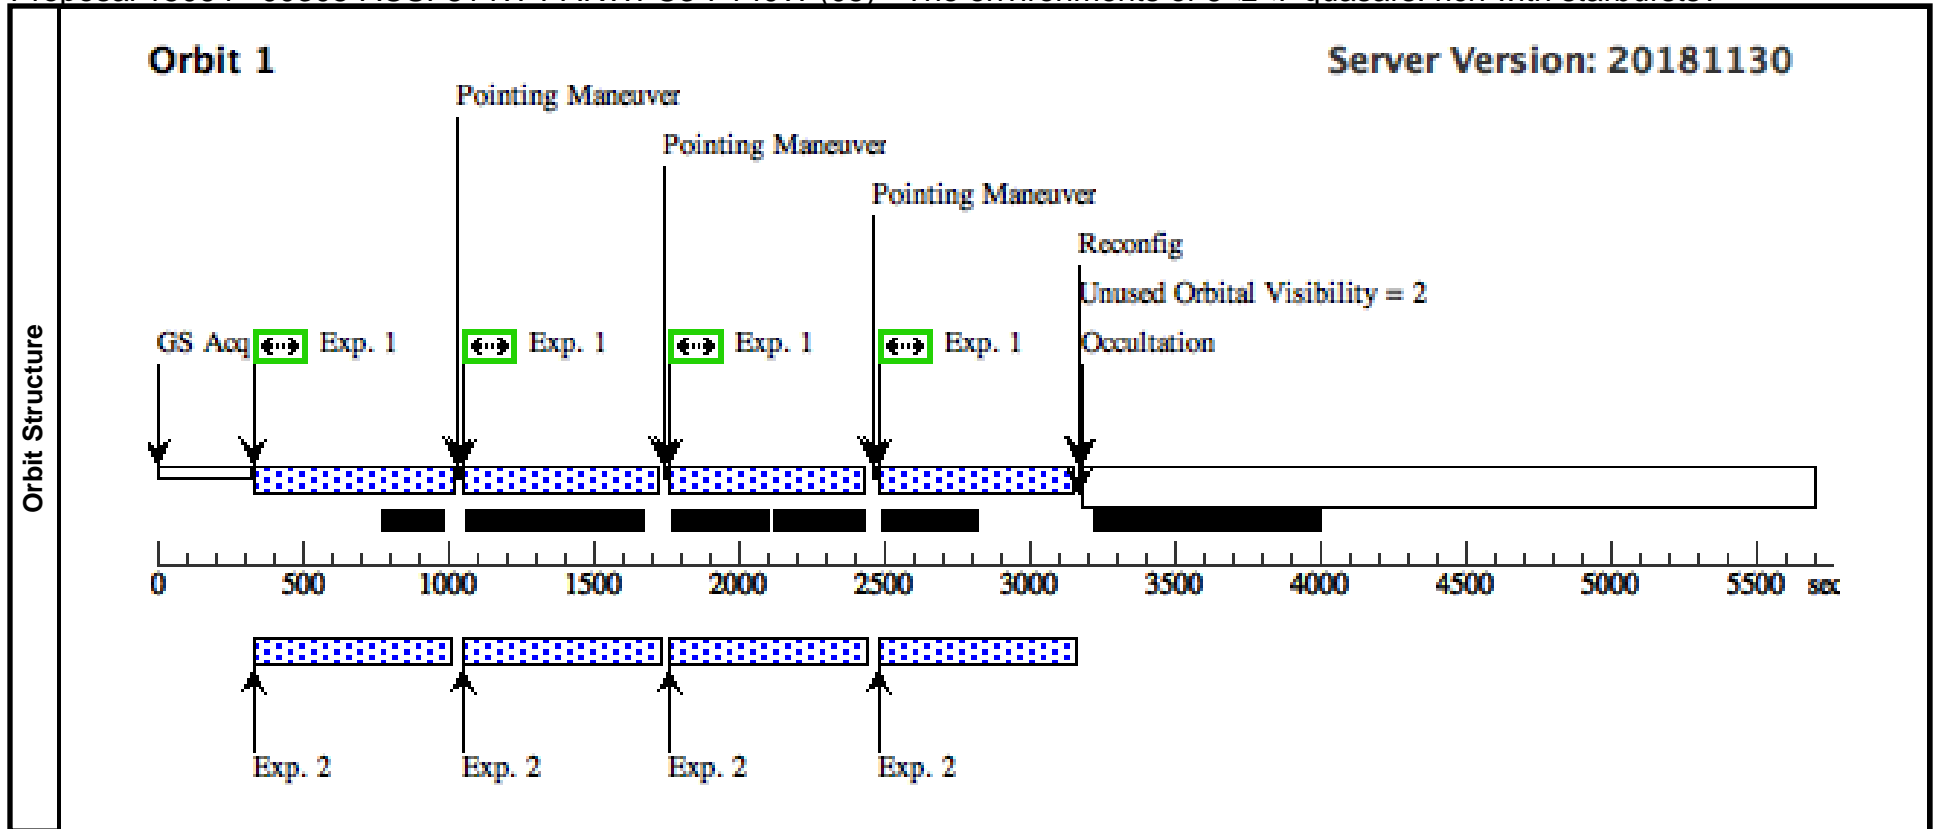 Orbit 1
Server Version: 20181130
Pointing Maneuver
Pointing Maneuver
Pointing Maneuver
Reconfig
Unused Orbital Visibility = 2
GS Acq Exp. 1 Exp. 1 Exp. 1 Exp. 1 Occultation
Orbit Structure
0 500 1000 1500 2000 2500 3000 3500 4000 4500 5000 5500 sec
Exp. 2 Exp. 2 Exp. 2 Exp. 2